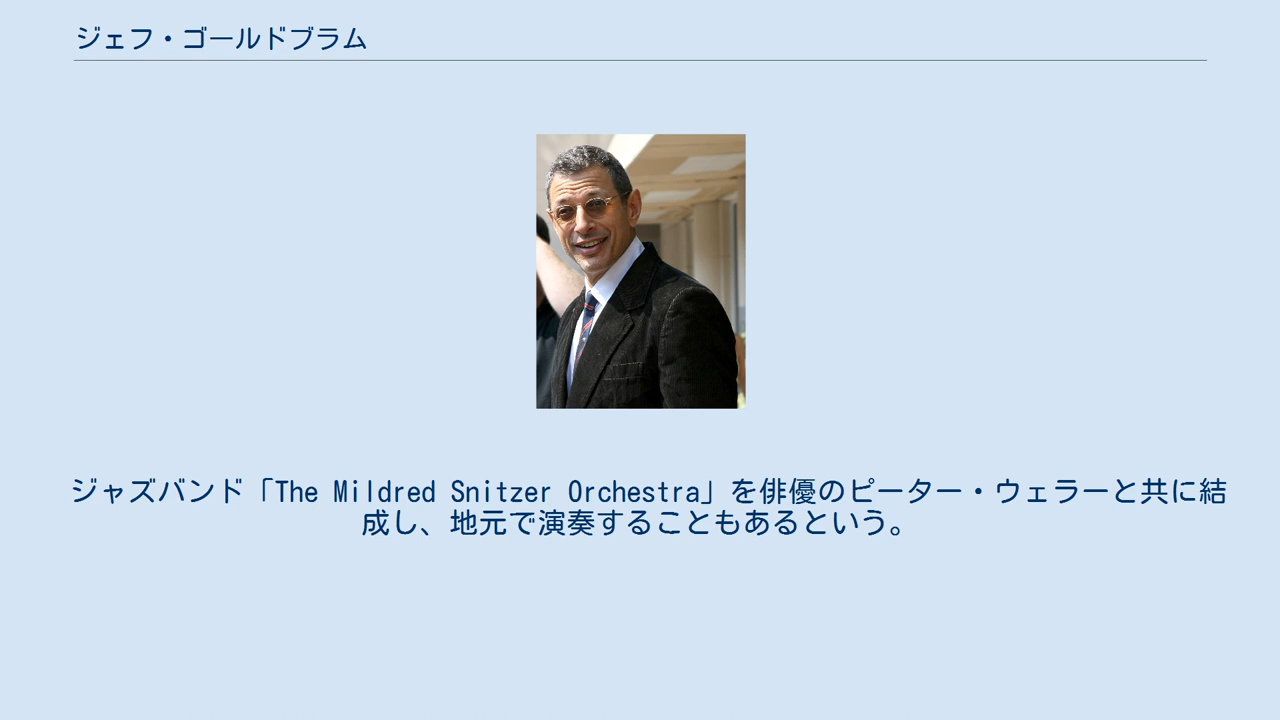 ジェフ・ゴールドブラム
ジャズバンド「The Mildred Snitzer Orchestra」を俳優のピーター・ウェラーと共に結
成し、地元で演奏することもあるという。